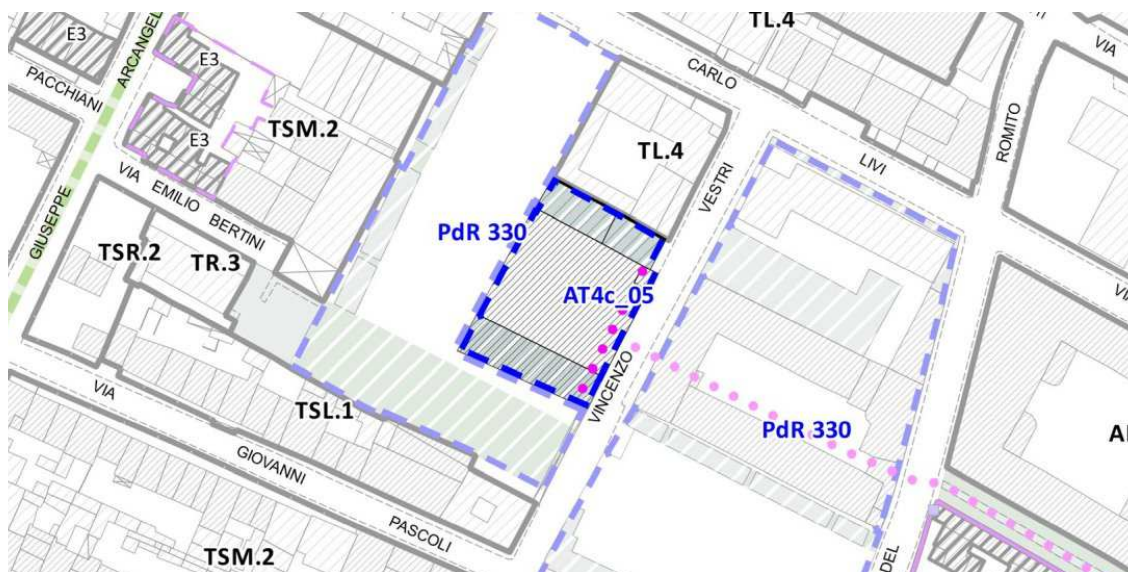 E3
PACCHIANI
ARCANGEL
E3
E3
TSM.2
VIA EMILIO BERTINI
GIUSEPPE
TSR.2
TR.3
TL.4
CARLO
LIVI
VIA
ROMITO
TL.4
VESTRI
PdR 330
AT4c_05
VINCENZO
PdR 330
VIA
TSL.1
VIA
GIOVANNI
PASCOLI
TSM.2
DEL